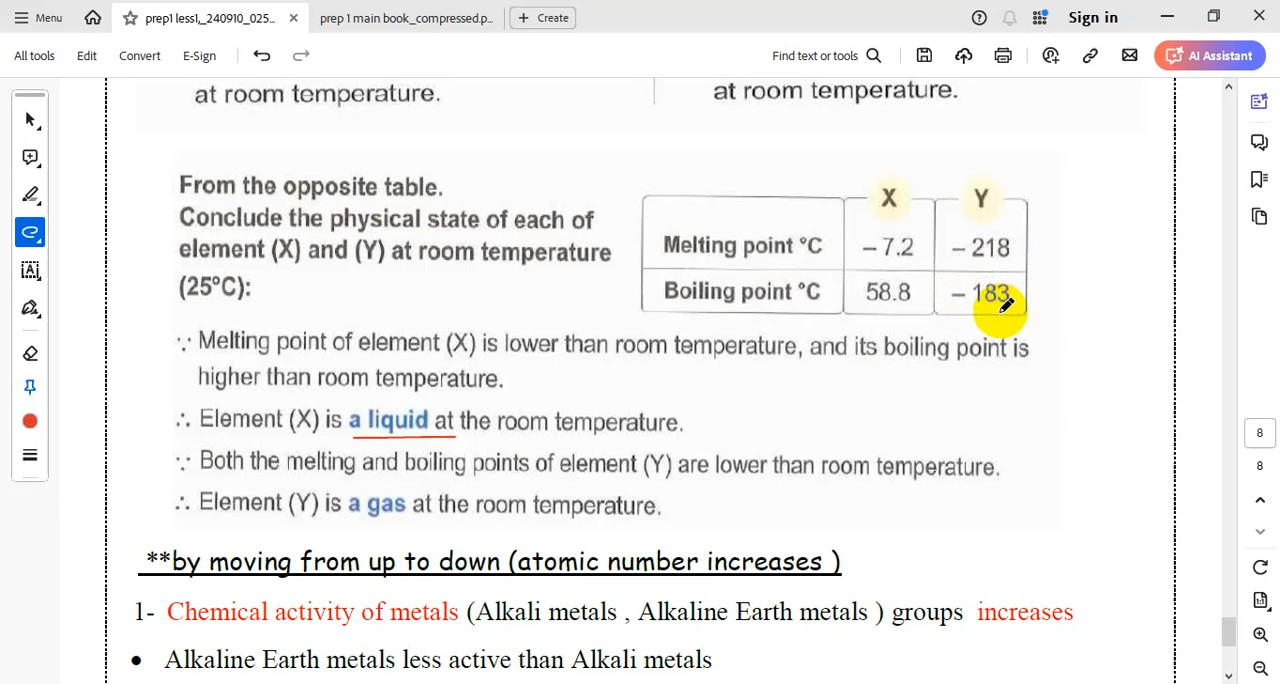 Menu
prep1 less1,_240910_025...
prep 1 main book_compressed.p...
Create
Sign in
All tools
Edit
Convert
E-Sign
Find text or tools
AI Assistant
at room temperature.
at room temperature.
From the opposite table.
Conclude the physical state of each of
element (X) and (Y) at room temperature
(25°C):
X Y
Melting point °C – 7.2 – 218
Boiling point °C 58.8 – 183
∵ Melting point of element (X) is lower than room temperature, and its boiling point is
higher than room temperature.
∴ Element (X) is a liquid at the room temperature.
∵ Both the melting and boiling points of element (Y) are lower than room temperature.
∴ Element (Y) is a gas at the room temperature.
**by moving from up to down (atomic number increases )
1- Chemical activity of metals (Alkali metals , Alkaline Earth metals ) groups increases
• Alkaline Earth metals less active than Alkali metals
8
8